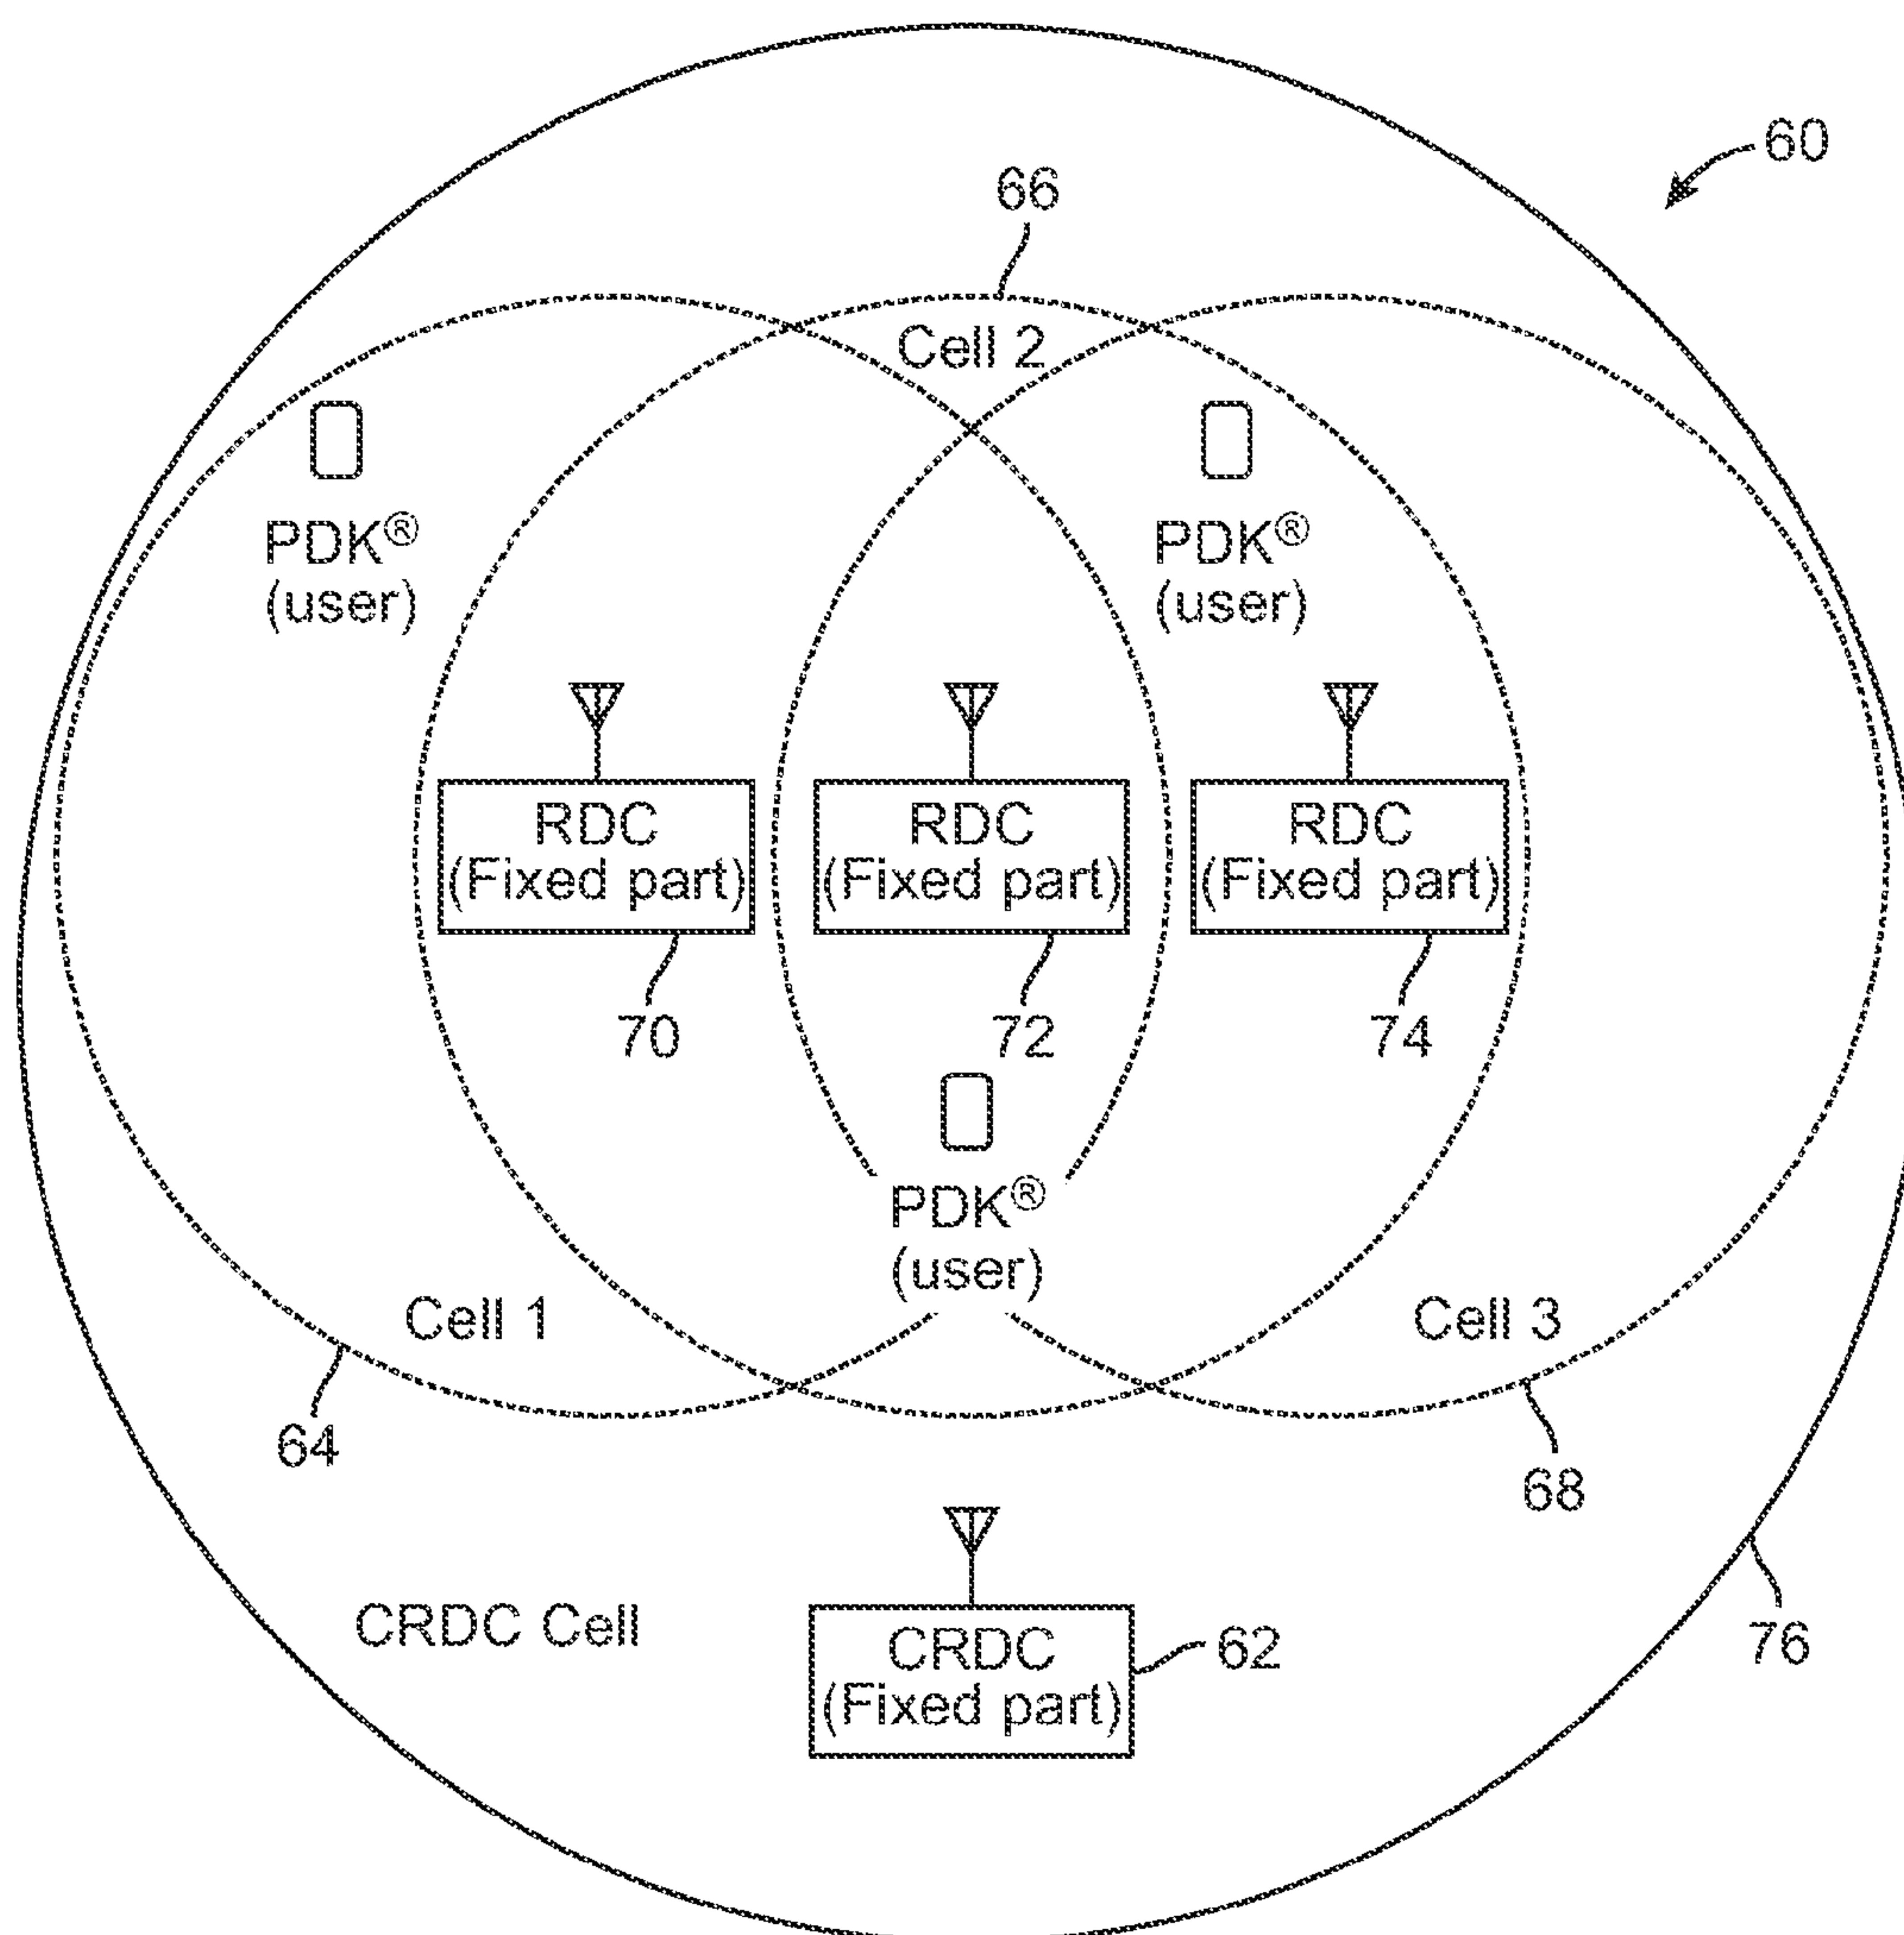 60
66
Cell 2
PDK®
(user)
PDK®
(user)
RDC
(Fixed part)
RDC
(Fixed part)
RDC
(Fixed part)
70
72
74
PDK®
(user)
Cell 1
Cell 3
64
68
CRDC Cell
CRDC
(Fixed part)
62
76